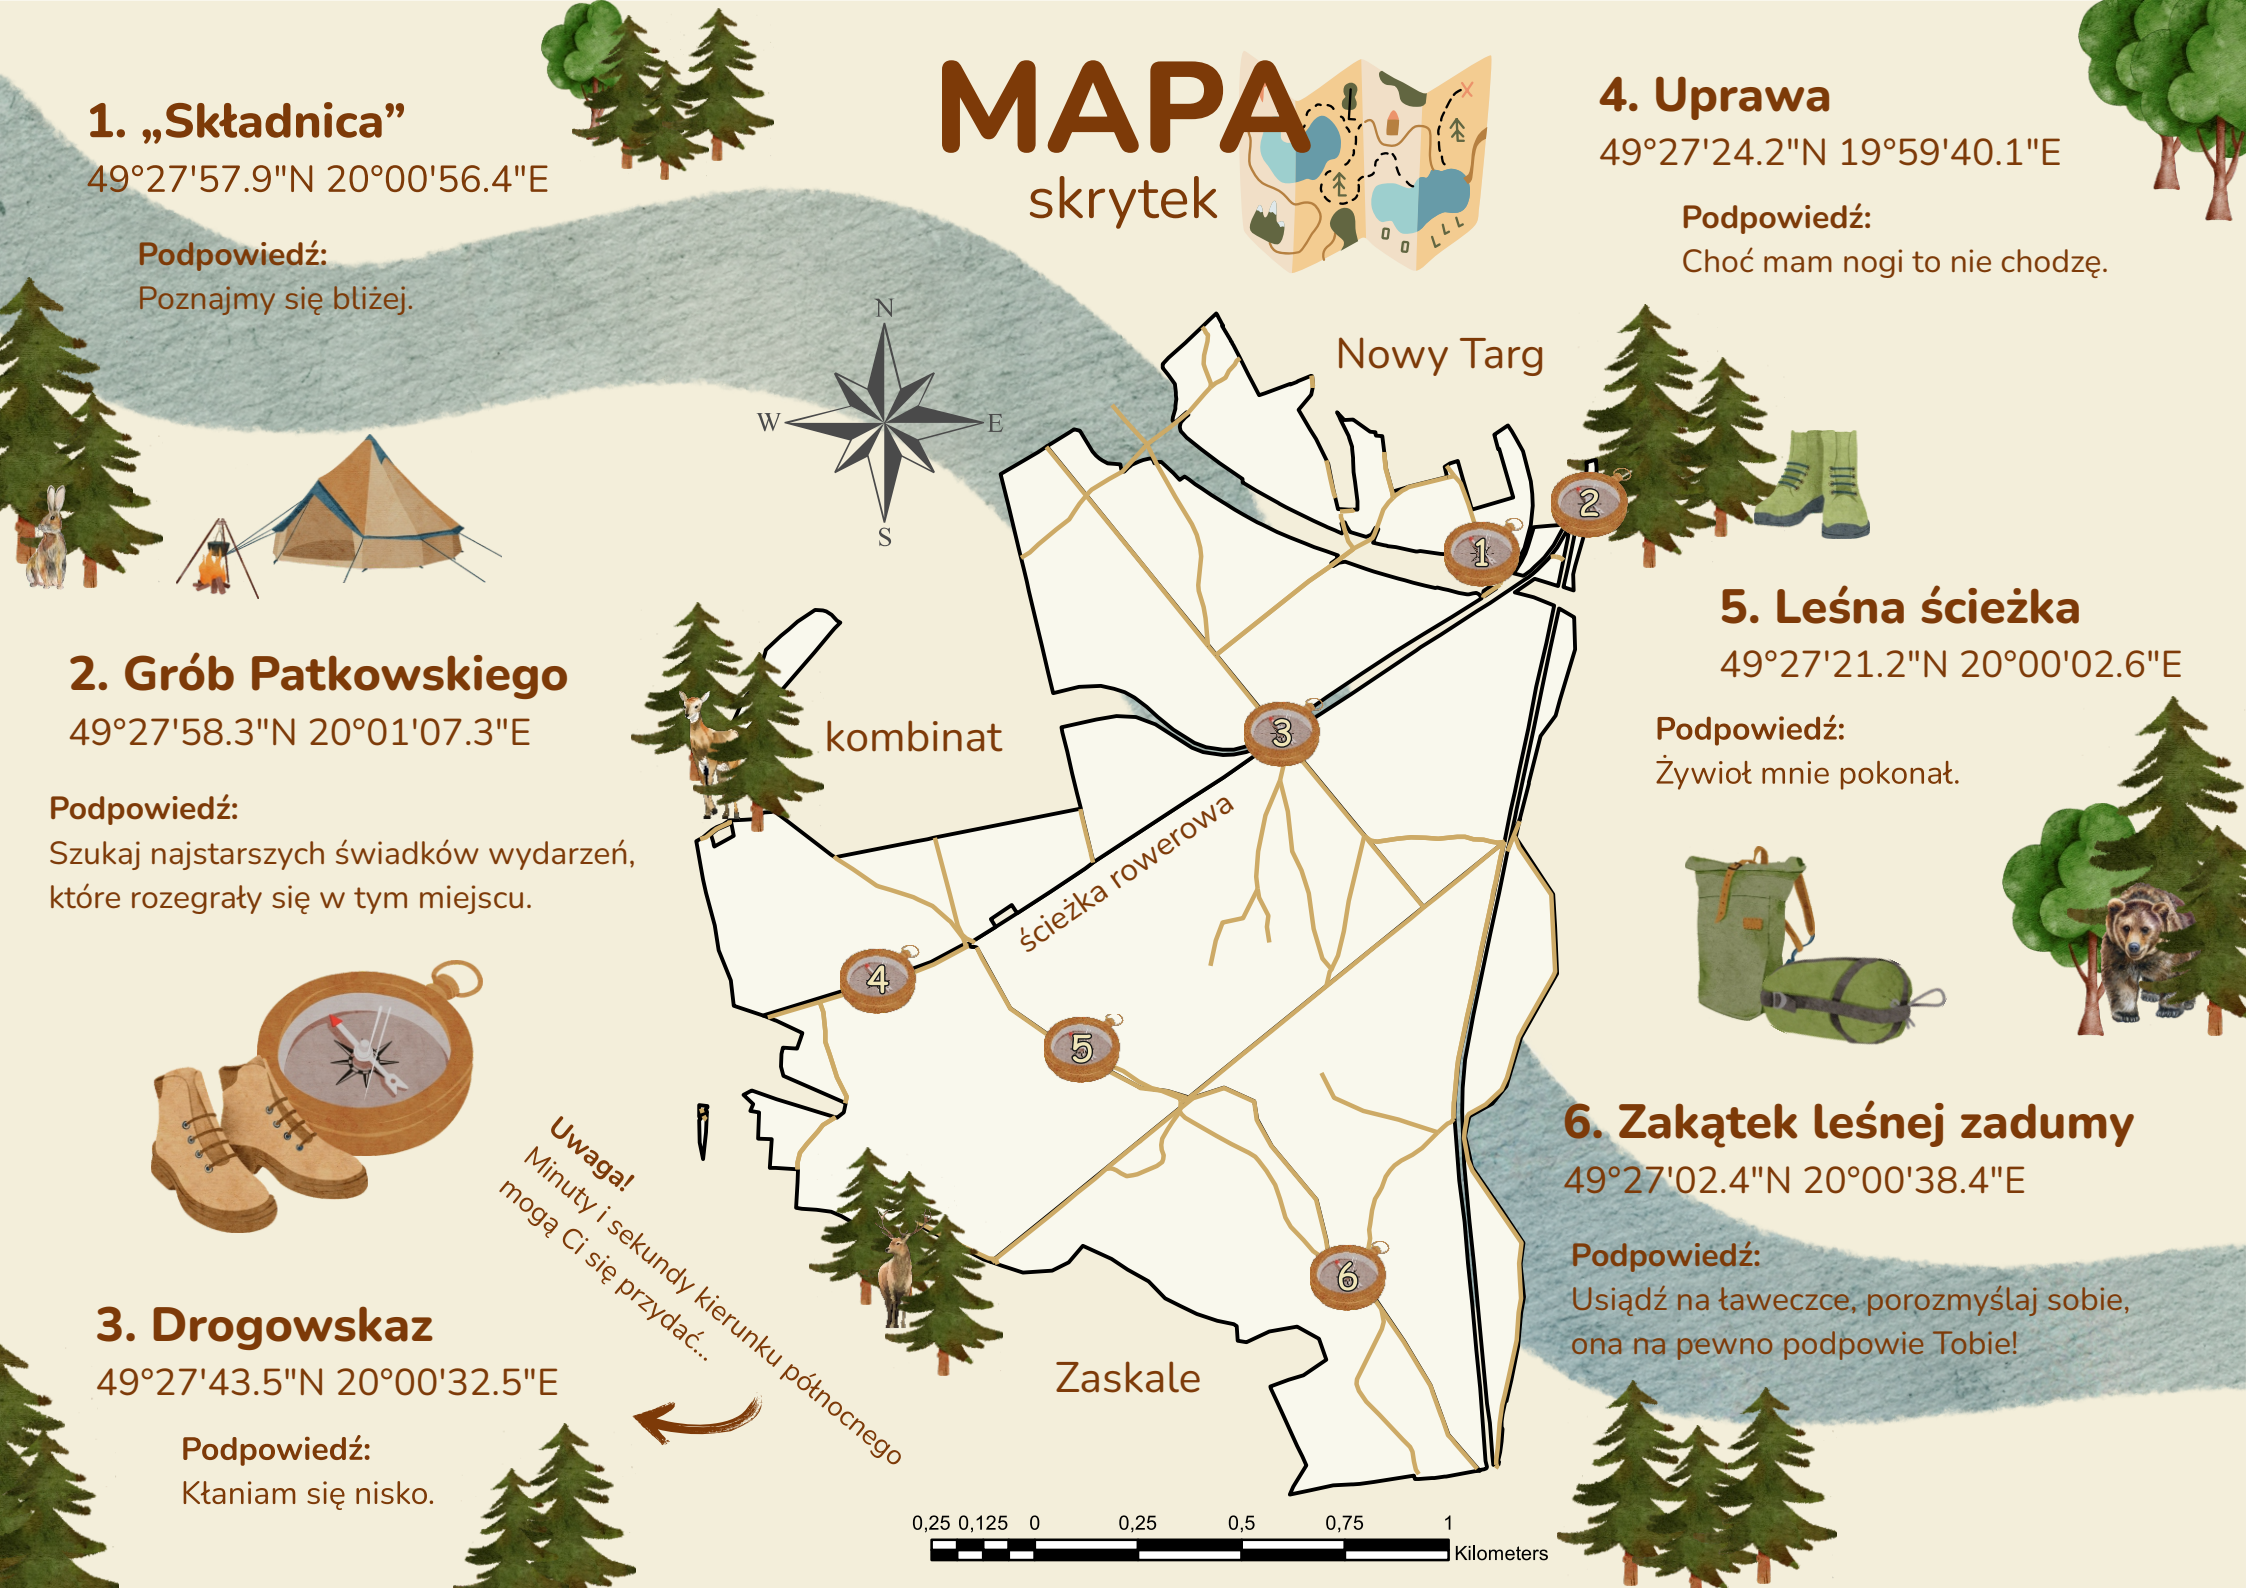 MAPA
skrytek
1. „Składnica”
49°27'57.9"N 20°00'56.4"E
Podpowiedź:
Poznajmy się bliżej.
2. Grób Patkowskiego
49°27'58.3"N 20°01'07.3"E
Podpowiedź:
Szukaj najstarszych świadków wydarzeń,
które rozegrały się w tym miejscu.
3. Drogowskaz
49°27'43.5"N 20°00'32.5"E
Podpowiedź:
Kłaniam się nisko.
Uwaga!
Minuty i sekundy kierunku północnego
mogą Ci się przydać...
N
W
E
S
Nowy Targ
kombinat
ścieżka rowerowa
Zaskale
1
2
3
4
5
6
0,25 0,125 0 0,25 0,5 0,75 1
Kilometers
4. Uprawa
49°27'24.2"N 19°59'40.1"E
Podpowiedź:
Choć mam nogi to nie chodzę.
5. Leśna ścieżka
49°27'21.2"N 20°00'02.6"E
Podpowiedź:
Żywioł mnie pokonał.
6. Zakątek leśnej zadumy
49°27'02.4"N 20°00'38.4"E
Podpowiedź:
Usiądź na ławeczce, porozmyślaj sobie,
ona na pewno podpowie Tobie!